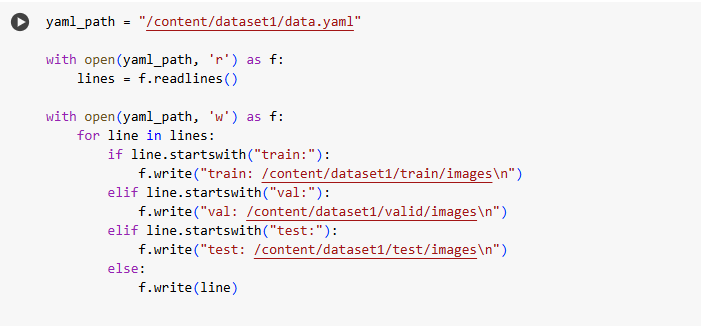 yaml_path = "/content/dataset1/data.yaml"
with open(yaml_path, 'r') as f:
    lines = f.readlines()
with open(yaml_path, 'w') as f:
    for line in lines:
        if line.startswith("train:"):
            f.write("train: /content/dataset1/train/images\n")
        elif line.startswith("val:"):
            f.write("val: /content/dataset1/valid/images\n")
        elif line.startswith("test:"):
            f.write("test: /content/dataset1/test/images\n")
        else:
            f.write(line)